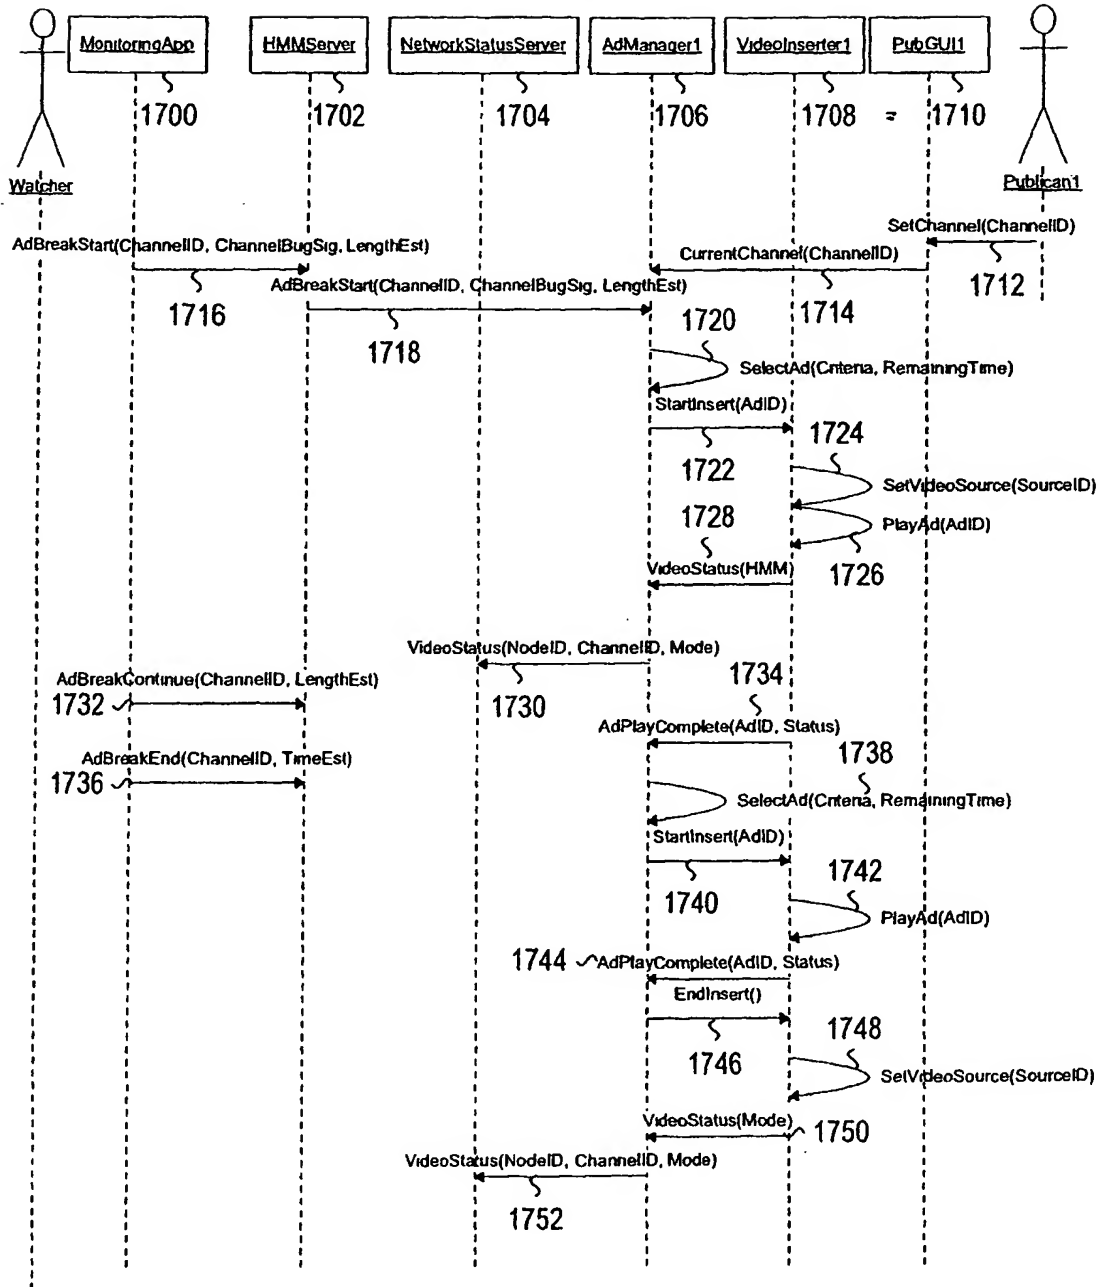 MonitoringApp HMMServer NetworkStatusServer AdManager1 VideoInserter1 PubGUI1
1700 1702 1704 1706 1708 = 1710
Watcher Publican1
SetChannel(ChannelID)
1712
AdBreakStart(ChannelID, ChannelBugSig, LengthEst)
1716
CurrentChannel(ChannelID)
1714
AdBreakStart(ChannelID, ChannelBugSig, LengthEst)
1718
1720
SelectAd(Criteria, RemainingTime)
StartInsert(AdID)
1722
1724
SetVideoSource(SourceID)
1728
PlayAd(AdID)
1726
VideoStatus(HMM)
VideoStatus(NodeID, ChannelID, Mode)
1730
AdBreakContinue(ChannelID, LengthEst)
1732
1734
AdPlayComplete(AdID, Status)
AdBreakEnd(ChannelID, TimeEst)
1736
1738
SelectAd(Criteria, RemainingTime)
StartInsert(AdID)
1740
1742
PlayAd(AdID)
1744 AdPlayComplete(AdID, Status)
EndInsert()
1746
1748
SetVideoSource(SourceID)
VideoStatus(Mode)
1750
VideoStatus(NodeID, ChannelID, Mode)
1752